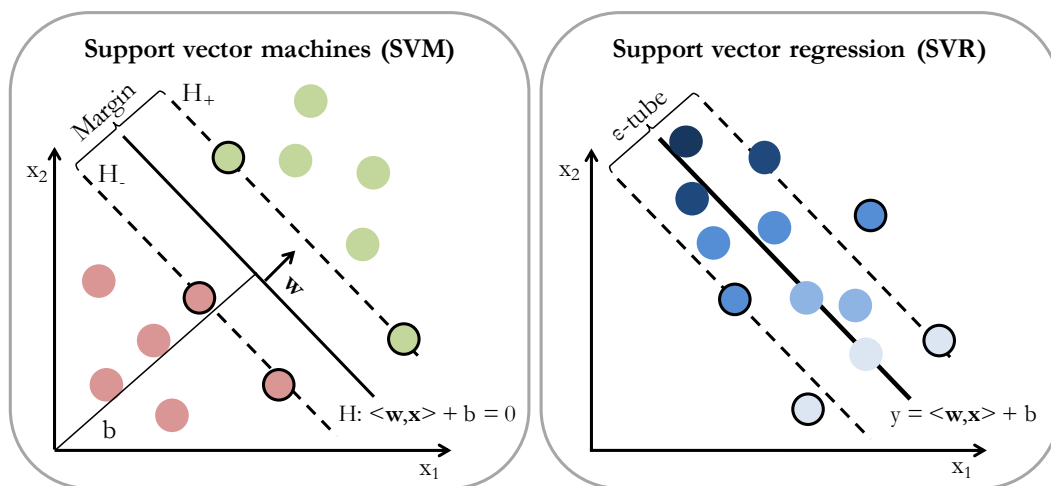 Support vector machines (SVM)
Margin
H+
x2
H-
w
b
H: <w,x> + b = 0
x1
Support vector regression (SVR)
ε-tube
x2
y = <w,x> + b
x1